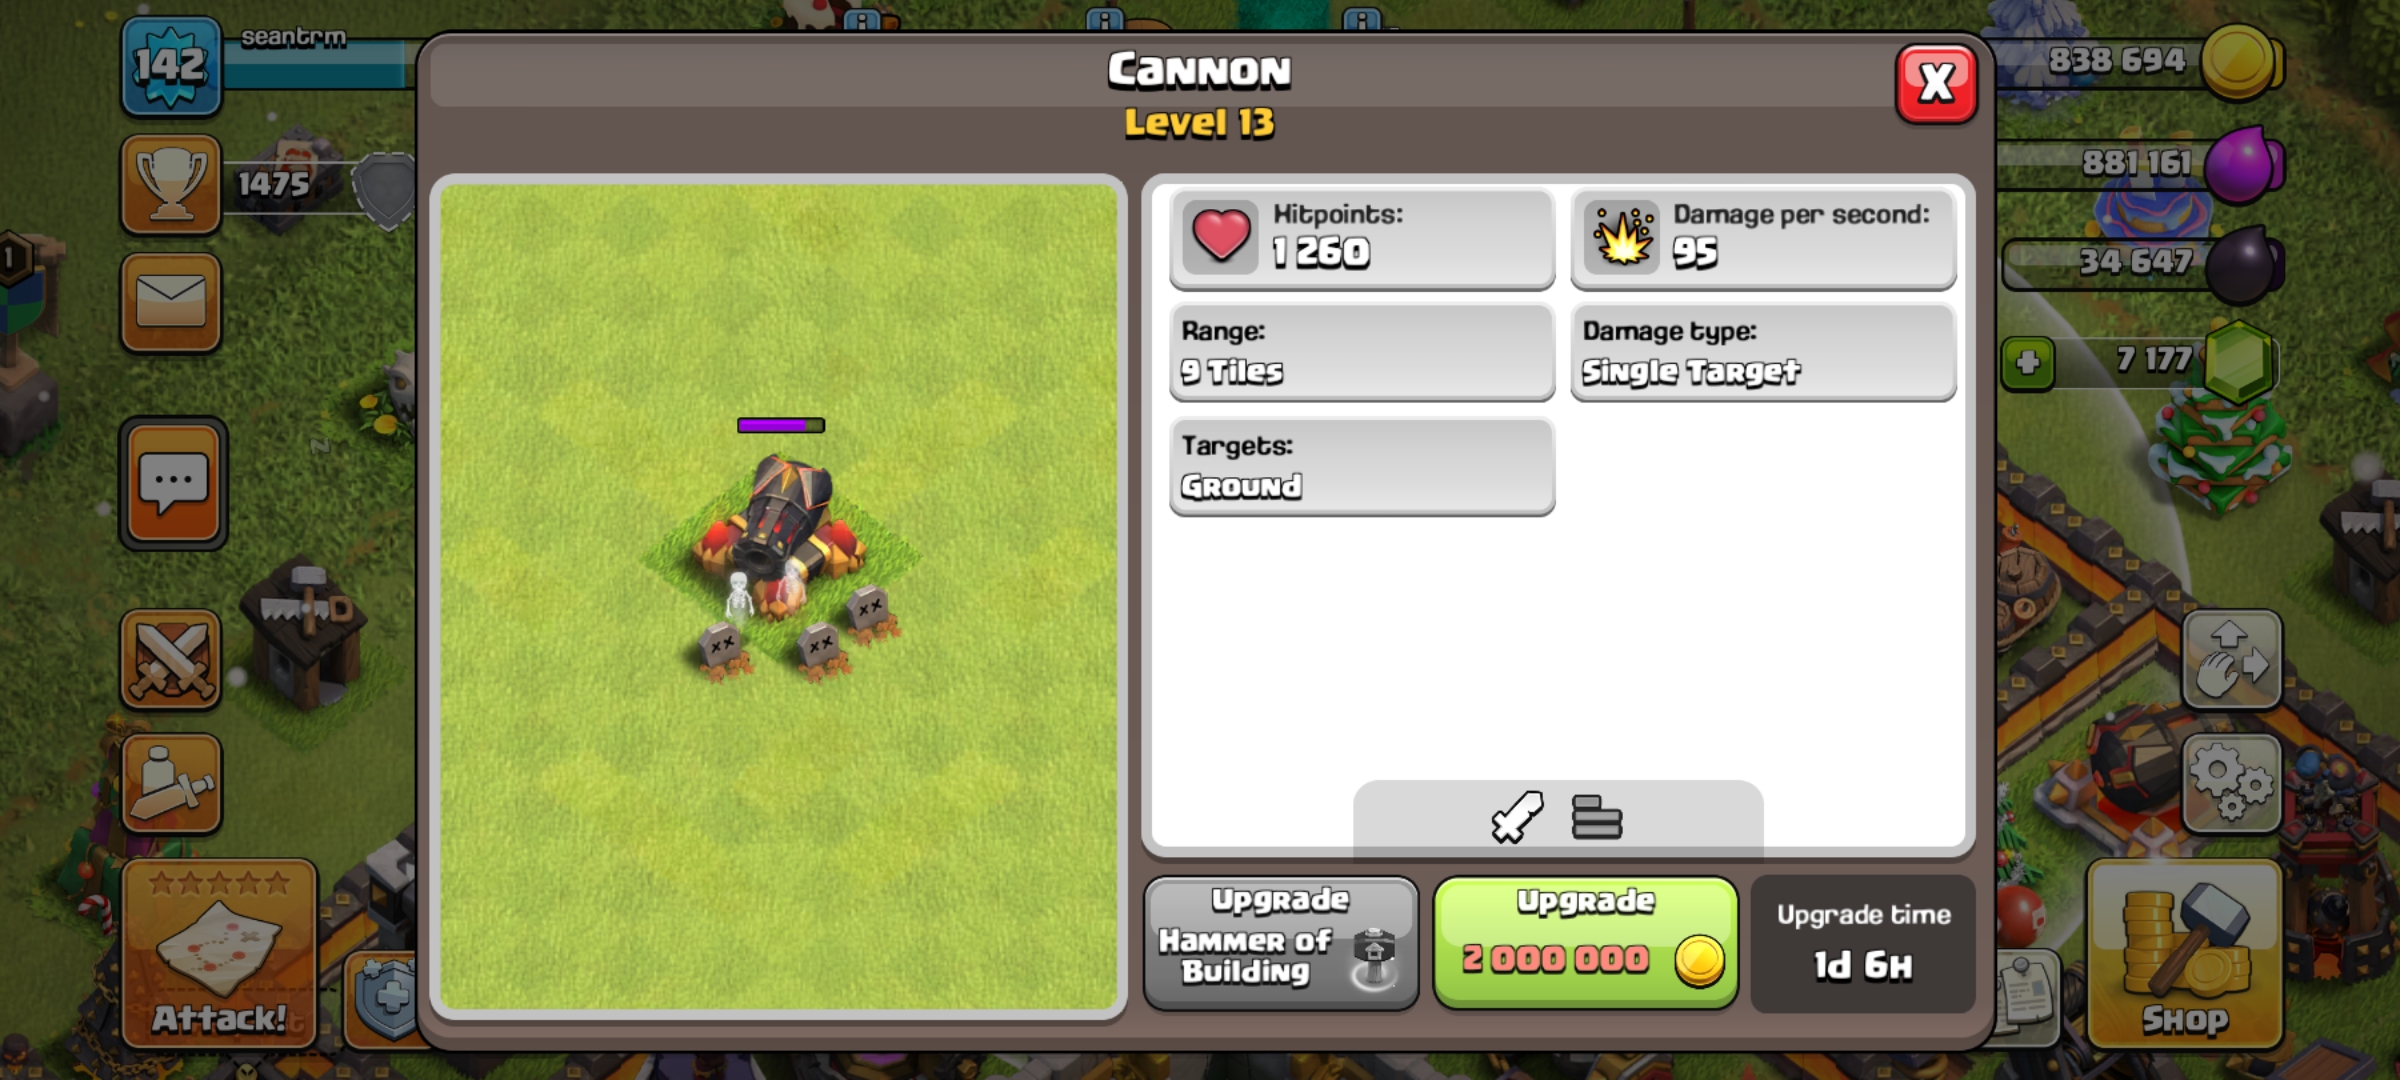 142
seantrm
1475
Attack!
Cannon
Level 13
X
Hitpoints:
1 260
Damage per second:
95
Range:
9 Tiles
Damage type:
Single Target
Targets:
Ground
Upgrade
Hammer of
Building
Upgrade
2 000 000
Upgrade time
1d 6H
838 694
881 161
34 647
7 177
Shop